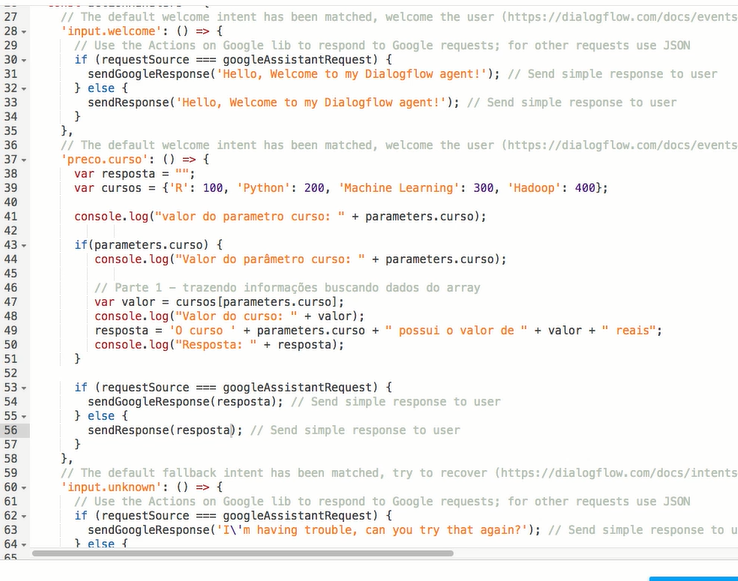 27 // The default welcome intent has been matched, welcome the user (https://dialogflow.com/docs/events
28 'input.welcome': () => {
29 // Use the Actions on Google lib to respond to Google requests; for other requests use JSON
30 if (requestSource === googleAssistantRequest) {
31 sendGoogleResponse('Hello, Welcome to my Dialogflow agent!'); // Send simple response to user
32 } else {
33 sendResponse('Hello, Welcome to my Dialogflow agent!'); // Send simple response to user
34 }
35 },
36 // The default welcome intent has been matched, welcome the user (https://dialogflow.com/docs/events
37 'preco.curso': () => {
38 var resposta = "";
39 var cursos = {'R': 100, 'Python': 200, 'Machine Learning': 300, 'Hadoop': 400};
40
41 console.log("valor do parametro curso: " + parameters.curso);
42
43 if(parameters.curso) {
44 console.log("Valor do parâmetro curso: " + parameters.curso);
45
46 // Parte 1 - trazendo informações buscando dados do array
47 var valor = cursos[parameters.curso];
48 console.log("Valor do curso: " + valor);
49 resposta = 'O curso ' + parameters.curso + " possui o valor de " + valor + " reais";
50 console.log("Resposta: " + resposta);
51 }
52
53 if (requestSource === googleAssistantRequest) {
54 sendGoogleResponse(resposta); // Send simple response to user
55 } else {
56 sendResponse(resposta); // Send simple response to user
57 }
58 },
59 // The default fallback intent has been matched, try to recover (https://dialogflow.com/docs/intents
60 'input.unknown': () => {
61 // Use the Actions on Google lib to respond to Google requests; for other requests use JSON
62 if (requestSource === googleAssistantRequest) {
63 sendGoogleResponse('I\'m having trouble, can you try that again?'); // Send simple response to u
64 } else {
65